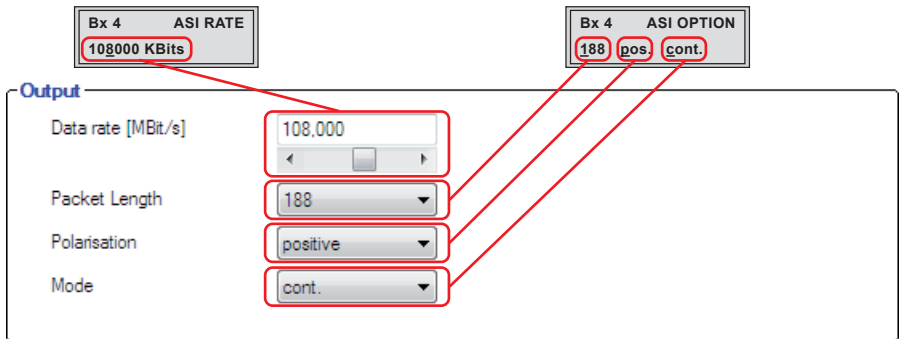 Bx 4 ASI RATE
108000 KBits
Bx 4 ASI OPTION
188 pos. cont.
Output
Data rate [MBit/s] 108,000
Packet Length 188
Polarisation positive
Mode cont.